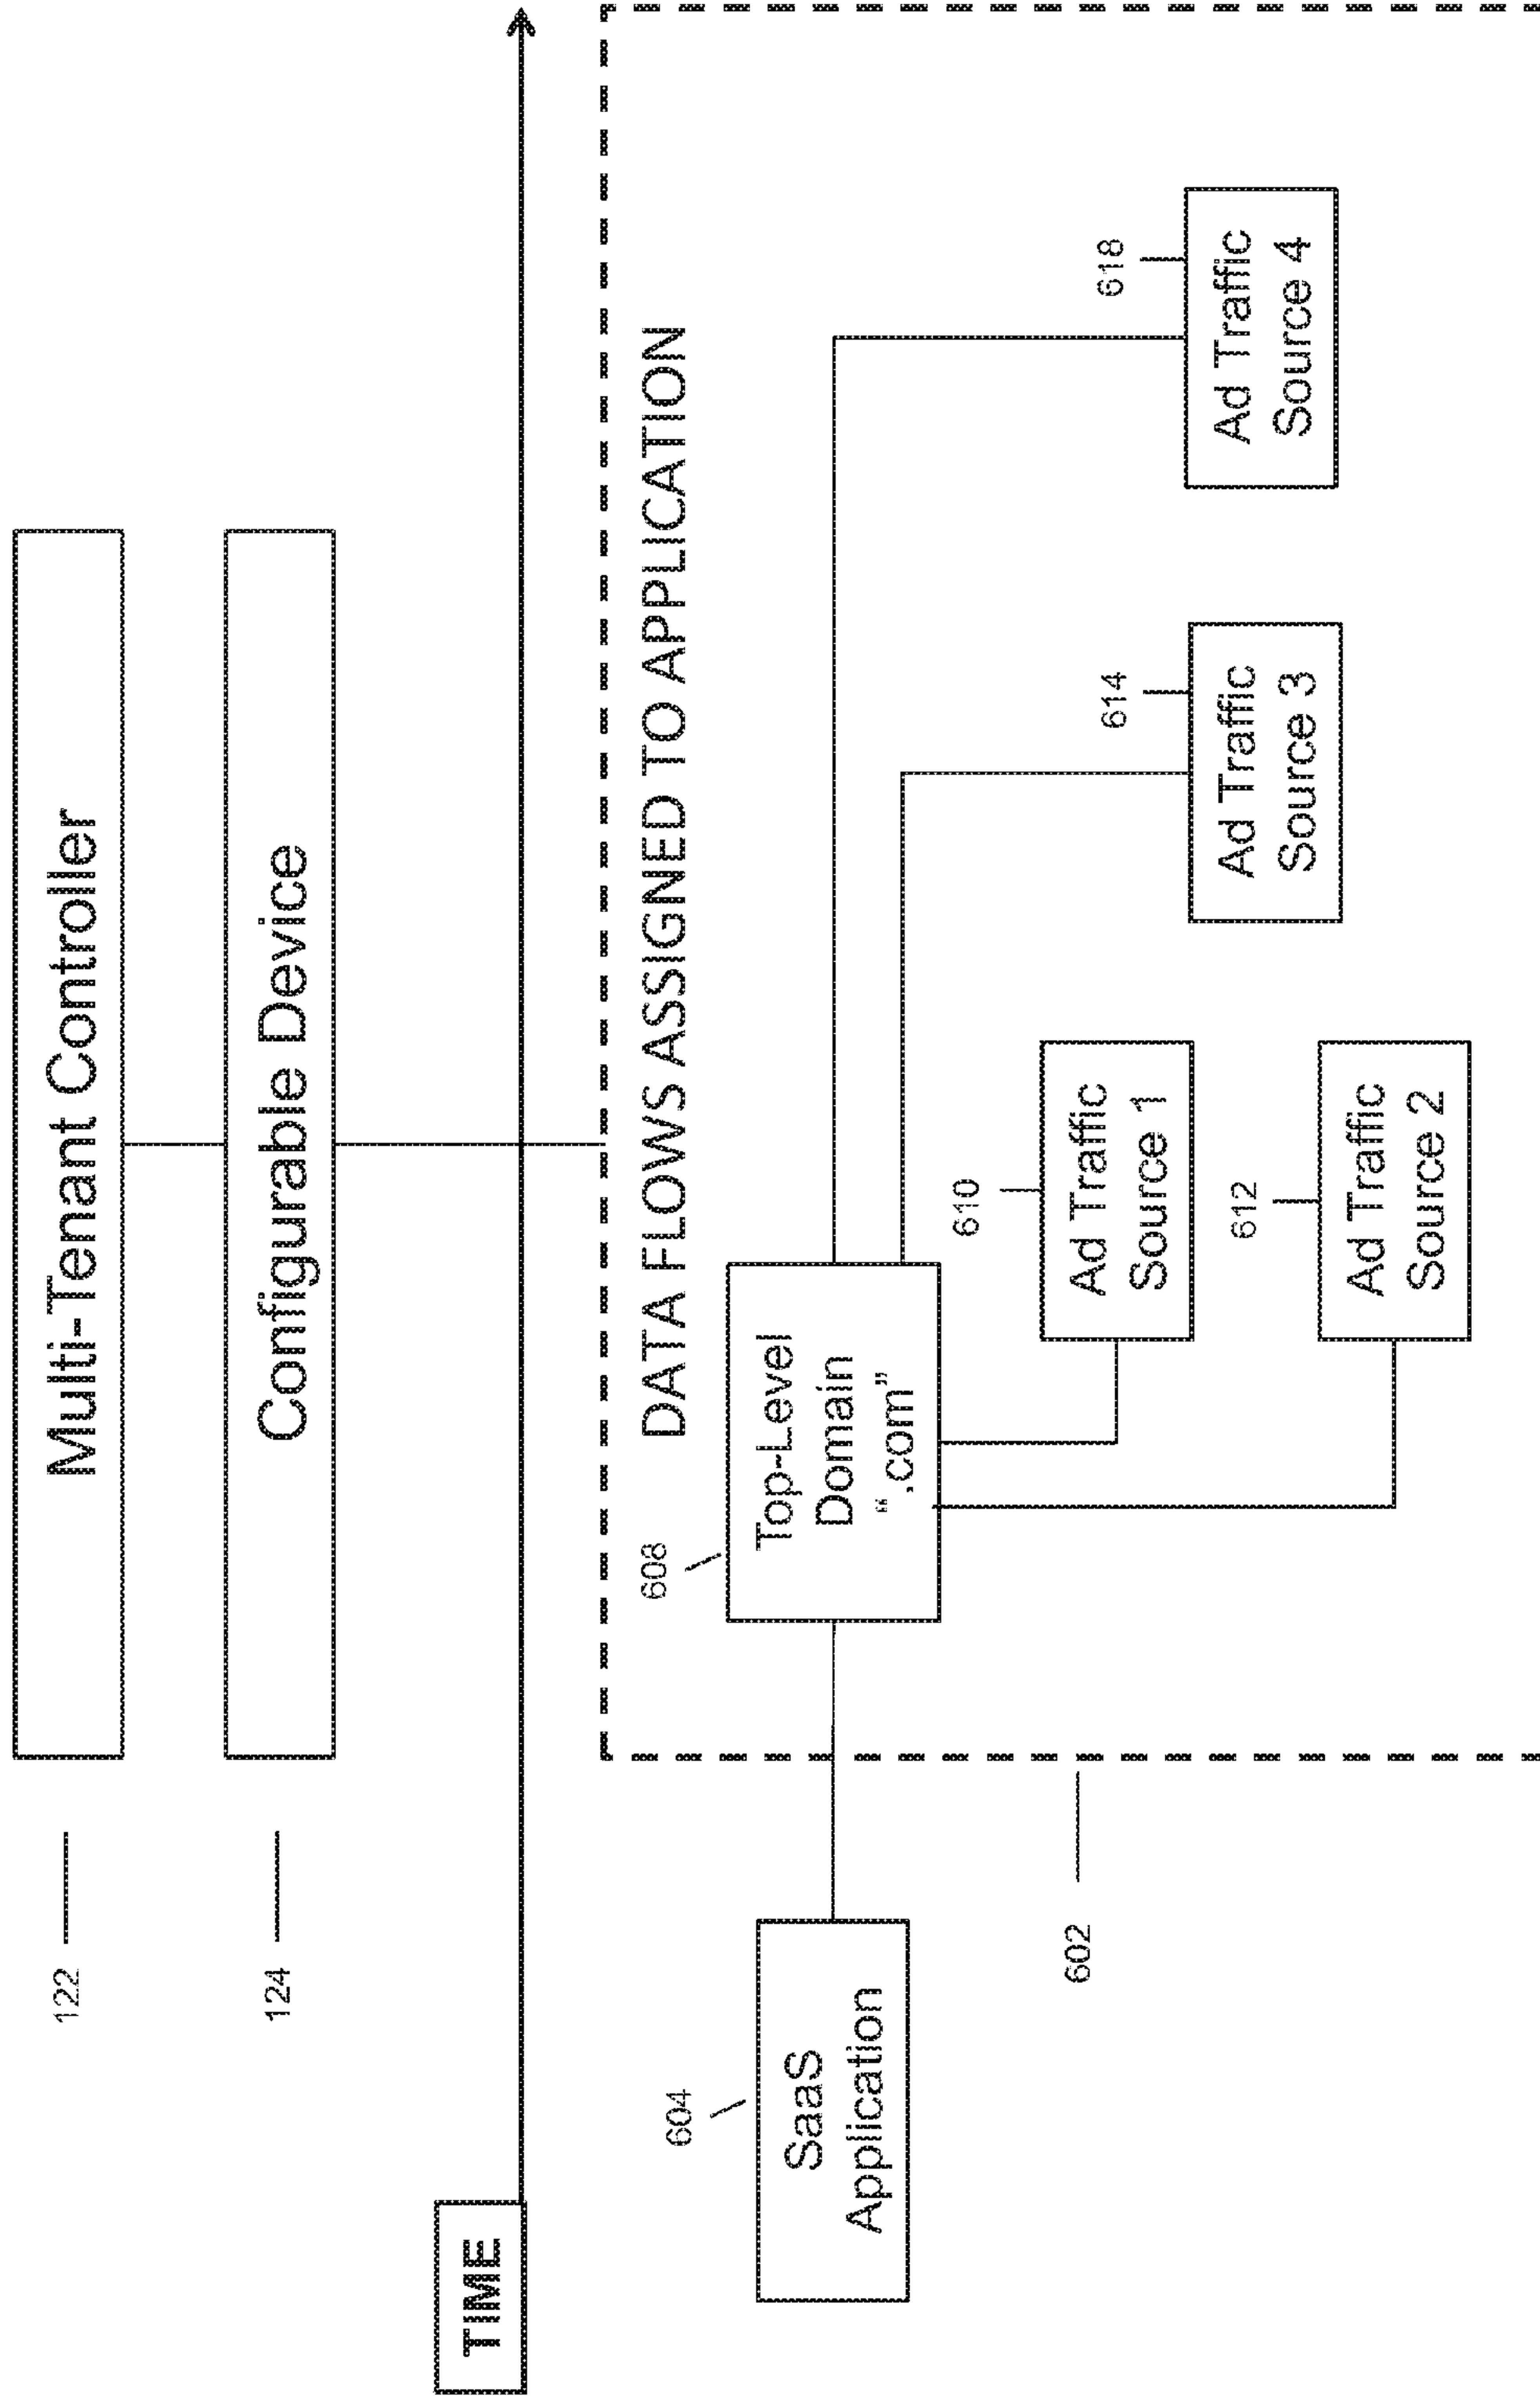 122
Multi-Tenant Controller
124
Configurable Device
TIME
DATA FLOWS ASSIGNED TO APPLICATION
604
SaaS
Application
608
Top-Level
Domain
“.com”
602
610
Ad Traffic
Source 1
612
Ad Traffic
Source 2
614
Ad Traffic
Source 3
618
Ad Traffic
Source 4